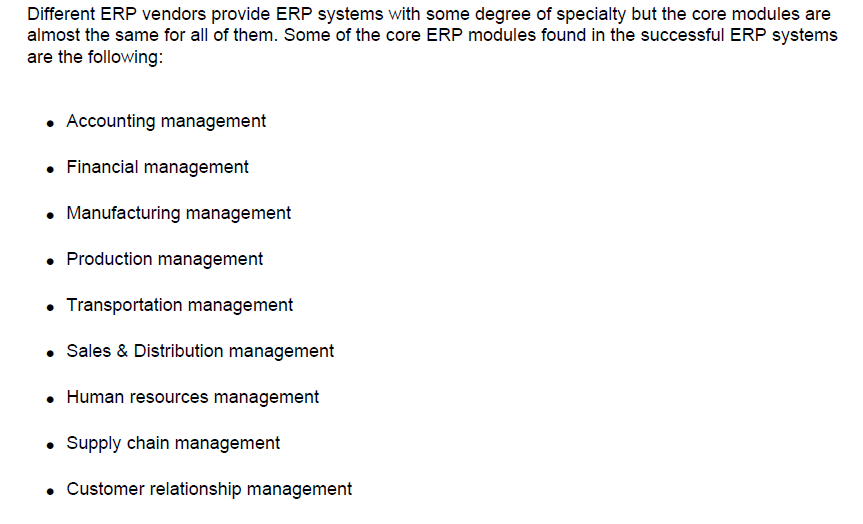 Different ERP vendors provide ERP systems with some degree of specialty but the core modules are
almost the same for all of them. Some of the core ERP modules found in the successful ERP systems
are the following:
• Accounting management
• Financial management
• Manufacturing management
• Production management
• Transportation management
• Sales & Distribution management
• Human resources management
• Supply chain management
• Customer relationship management